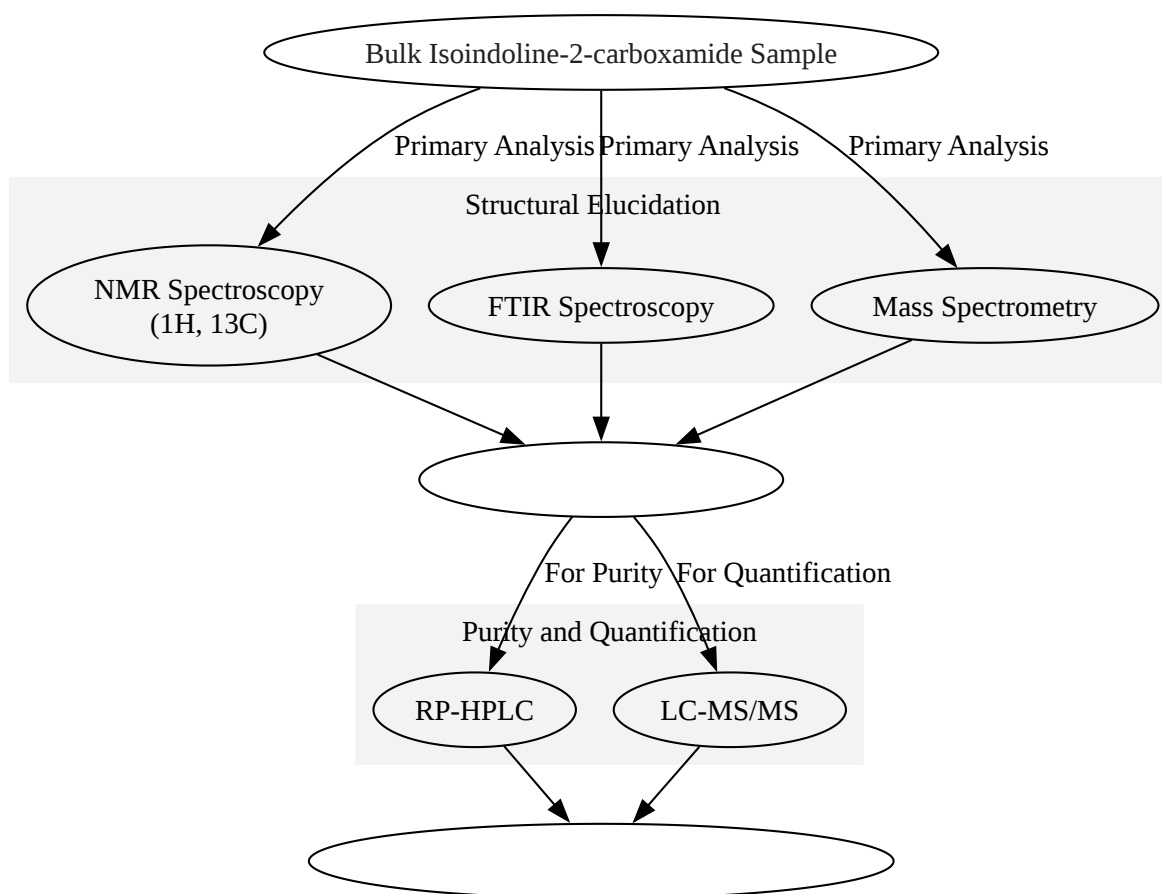 Bulk Isoindoline-2-carboxamide Sample
Primary Analysis
Primary Analysis
Primary Analysis
Structural Elucidation
NMR Spectroscopy
(1H, 13C)
FTIR Spectroscopy
Mass Spectrometry
For Purity
For Quantification
Purity and Quantification
RP-HPLC
LC-MS/MS